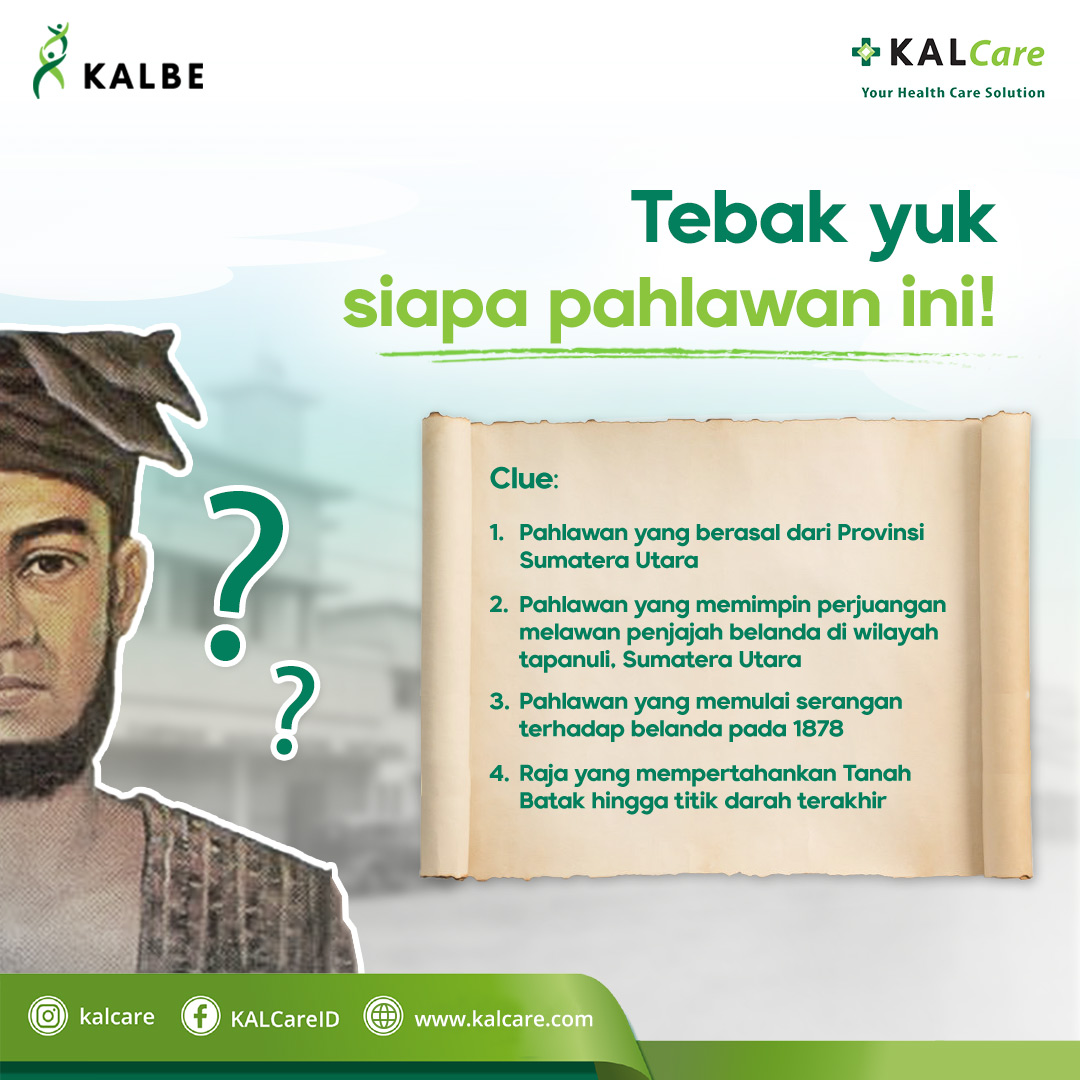 KALBE
KALCare
Your Health Care Solution
Tebak yuk
siapa pahlawan ini!
?
?
Clue:
1. Pahlawan yang berasal dari Provinsi
Sumatera Utara
2. Pahlawan yang memimpin perjuangan
melawan penjajah belanda di wilayah
tapanuli, Sumatera Utara
3. Pahlawan yang memulai serangan
terhadap belanda pada 1878
4. Raja yang mempertahankan Tanah
Batak hingga titik darah terakhir
kalcare
KALCareID
www.kalcare.com